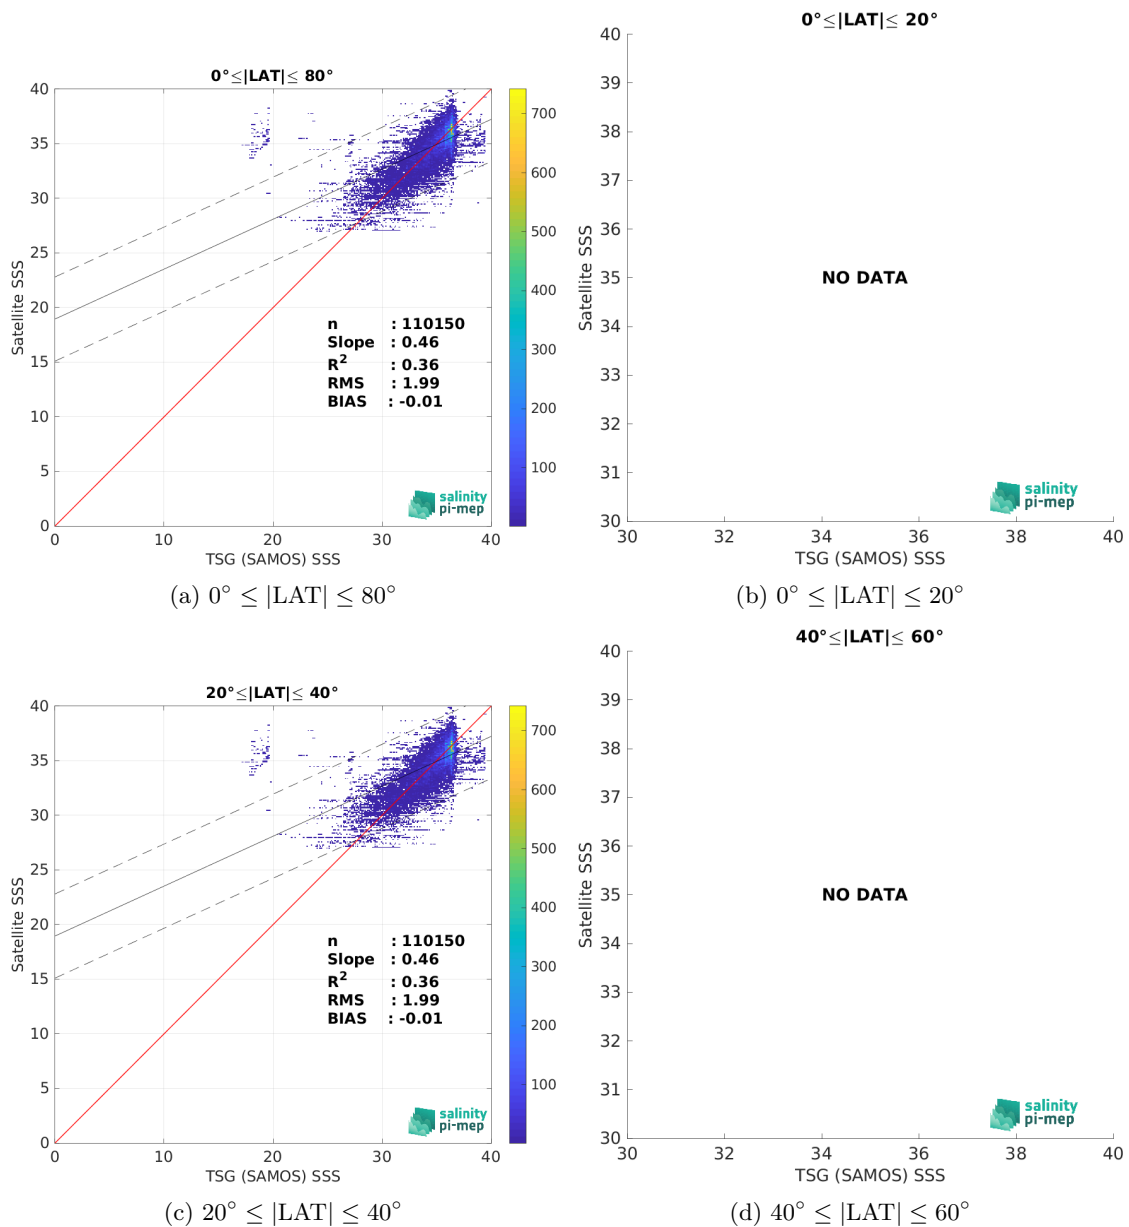 0°≤|LAT|≤ 80°
40
35
30
25
20
15
10
5
0
Satellite SSS
0
10
20
30
40
TSG (SAMOS) SSS
n : 110150
Slope : 0.46
R² : 0.36
RMS : 1.99
BIAS : -0.01
salinity
pi-mep
700
600
500
400
300
200
100
(a) 0° ≤ |LAT| ≤ 80°
0°≤|LAT|≤ 20°
40
39
38
37
36
35
34
33
32
31
30
Satellite SSS
NO DATA
salinity
pi-mep
30
32
34
36
38
40
TSG (SAMOS) SSS
(b) 0° ≤ |LAT| ≤ 20°
20°≤|LAT|≤ 40°
40
35
30
25
20
15
10
5
0
Satellite SSS
0
10
20
30
40
TSG (SAMOS) SSS
n : 110150
Slope : 0.46
R² : 0.36
RMS : 1.99
BIAS : -0.01
salinity
pi-mep
700
600
500
400
300
200
100
(c) 20° ≤ |LAT| ≤ 40°
40°≤|LAT|≤ 60°
40
39
38
37
36
35
34
33
32
31
30
Satellite SSS
NO DATA
salinity
pi-mep
30
32
34
36
38
40
TSG (SAMOS) SSS
(d) 40° ≤ |LAT| ≤ 60°